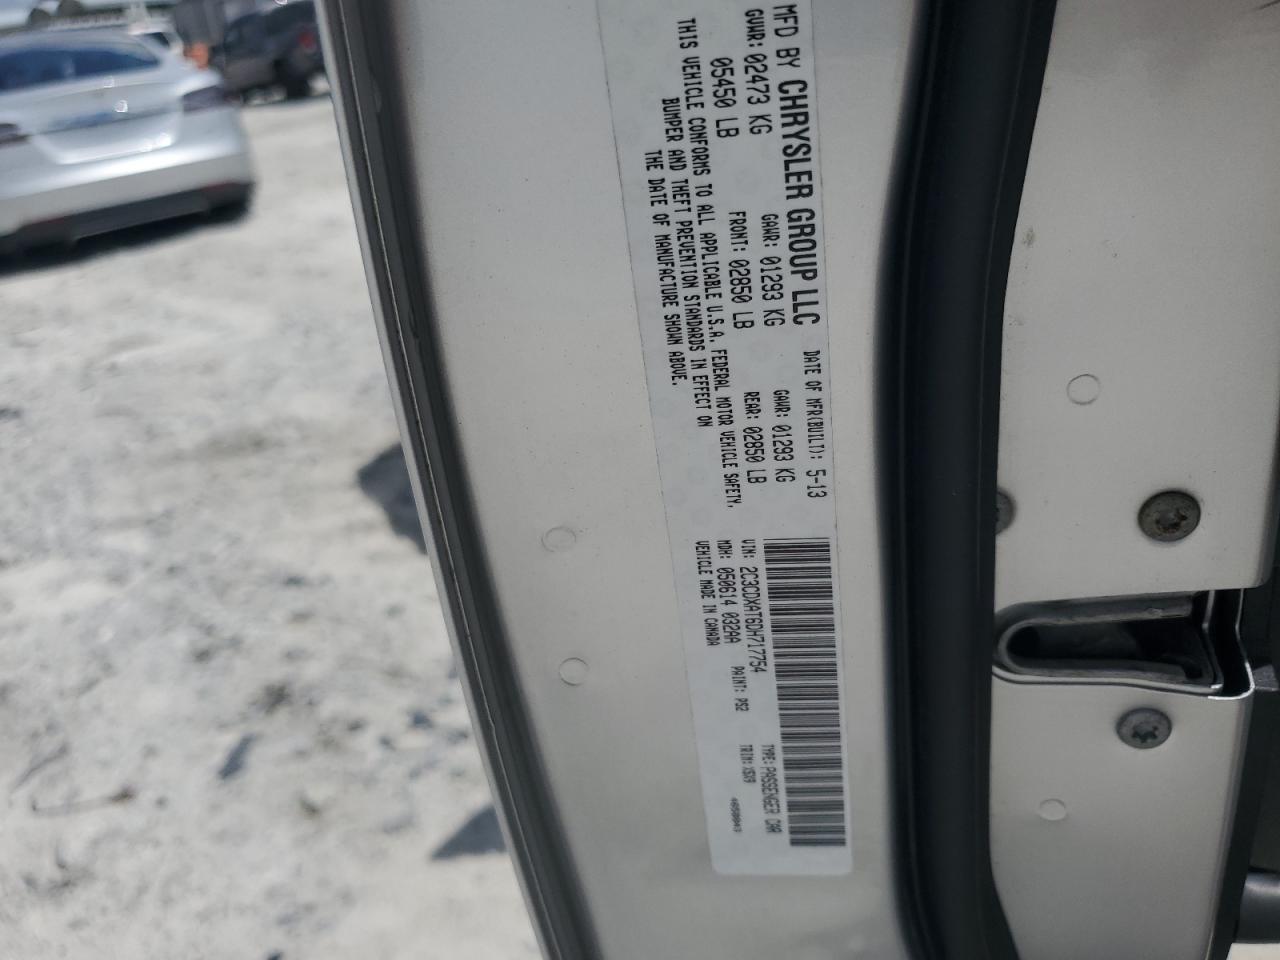 MFD BY CHRYSLER GROUP LLC DATE OF MFR(BUILT): 5-13
GVWR: 02473 KG GAWR: 01293 KG GAWR: 01293 KG
05450 LB FRONT: 02850 LB REAR: 02850 LB
THIS VEHICLE CONFORMS TO ALL APPLICABLE U.S.A. FEDERAL MOTOR VEHICLE SAFETY,
BUMPER AND THEFT PREVENTION STANDARDS IN EFFECT ON
THE DATE OF MANUFACTURE SHOWN ABOVE.
VIN: 2C3CDXAT6DH717754 TYPE: PASSENGER CAR
MDH: 050614 032AA PAINT: PS2 TRIM: X5X9
VEHICLE MADE IN CANADA